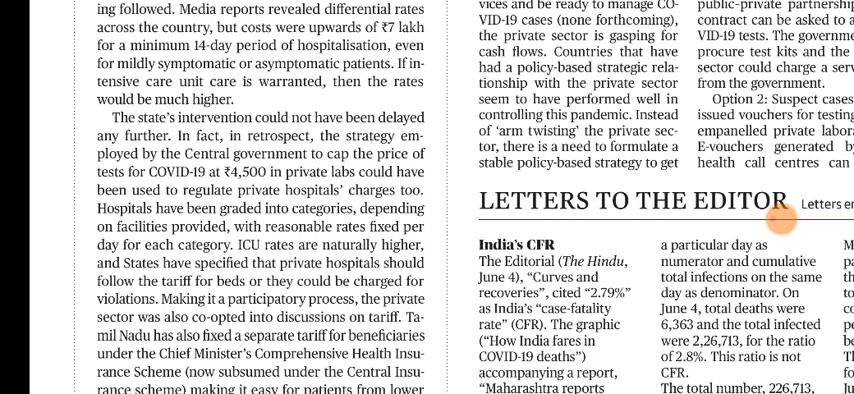 ing followed. Media reports revealed differential rates
across the country, but costs were upwards of ₹7 lakh
for a minimum 14-day period of hospitalisation, even
for mildly symptomatic or asymptomatic patients. If in-
tensive care unit care is warranted, then the rates
would be much higher.
The state's intervention could not have been delayed
any further. In fact, in retrospect, the strategy em-
ployed by the Central government to cap the price of
tests for COVID-19 at ₹4,500 in private labs could have
been used to regulate private hospitals' charges too.
Hospitals have been graded into categories, depending
on facilities provided, with reasonable rates fixed per
day for each category. ICU rates are naturally higher,
and States have specified that private hospitals should
follow the tariff for beds or they could be charged for
violations. Making it a participatory process, the private
sector was also co-opted into discussions on tariff. Ta-
mil Nadu has also fixed a separate tariff for beneficiaries
under the Chief Minister's Comprehensive Health Insu-
rance Scheme (now subsumed under the Central Insu-
rance scheme) making it easy for patients from lower
vices and be ready to manage CO-
VID-19 cases (none forthcoming),
the private sector is gasping for
cash flows. Countries that have
had a policy-based strategic rela-
tionship with the private sector
seem to have performed well in
controlling this pandemic. Instead
of 'arm twisting' the private sec-
tor, there is a need to formulate a
stable policy-based strategy to get
public-private partnership
contract can be asked to
VID-19 tests. The
procure test kits and the
sector could charge a
from the government.
Option 2: Suspect cases
issued vouchers for testing
empanelled private
E-vouchers generated
health call centres can
LETTERS TO THE EDITOR Letters
India's CFR
The Editorial (The Hindu,
June 4), "Curves and
recoveries", cited "2.79%"
as India's "case-fatality
rate" (CFR). The graphic
("How India fares in
COVID-19 deaths")
accompanying a report,
"Maharashtra reports
a particular day as
numerator and cumulative
total infections on the same
day as denominator. On
June 4, total deaths were
6,363 and the total infected
were 2,26,713, for the ratio
of 2.8%. This ratio is not
CFR.
The total number, 226,713,